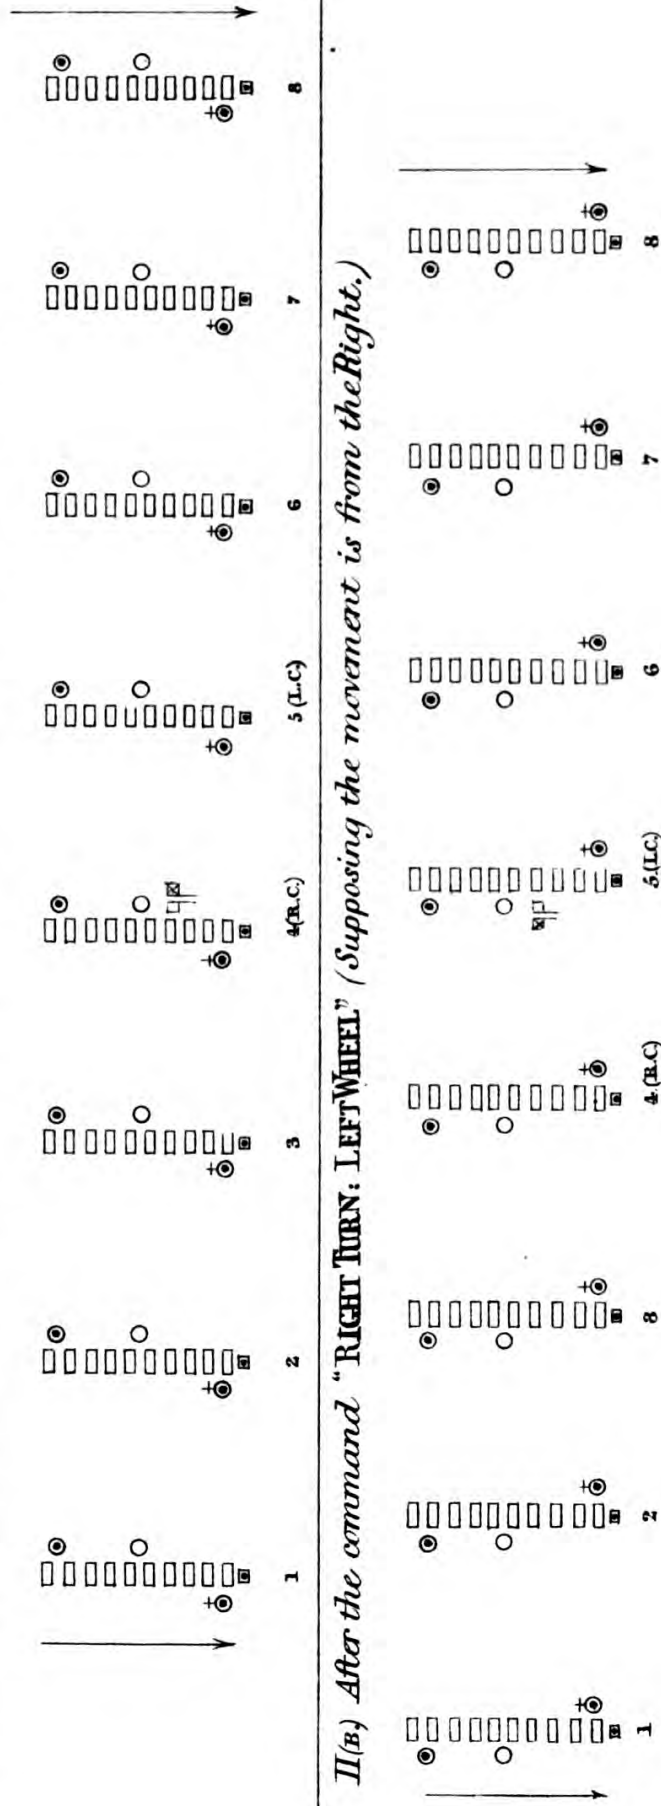 1 2 3 4(R.C.) 5 (L.C.) 6 7 8
II(B.) After the command "RIGHT TURN: LEFT WHEEL" (Supposing the movement is from the Right.)
1 2 3 4.(R.C) 5.(L.C.) 6 7 8